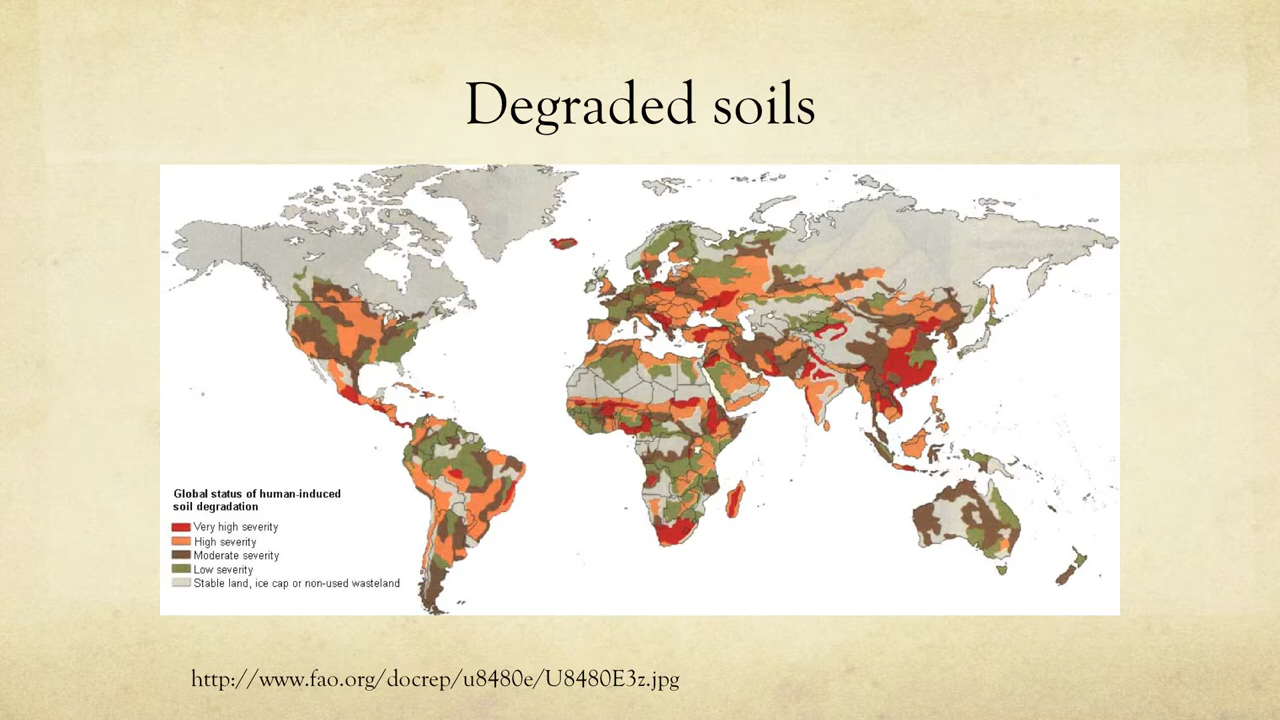 Degraded soils
Global status of human-induced
soil degradation
Very high severity
High severity
Moderate severity
Low severity
Stable land, ice cap or non-used wasteland
http://www.fao.org/docrep/u8480e/U8480E3z.jpg